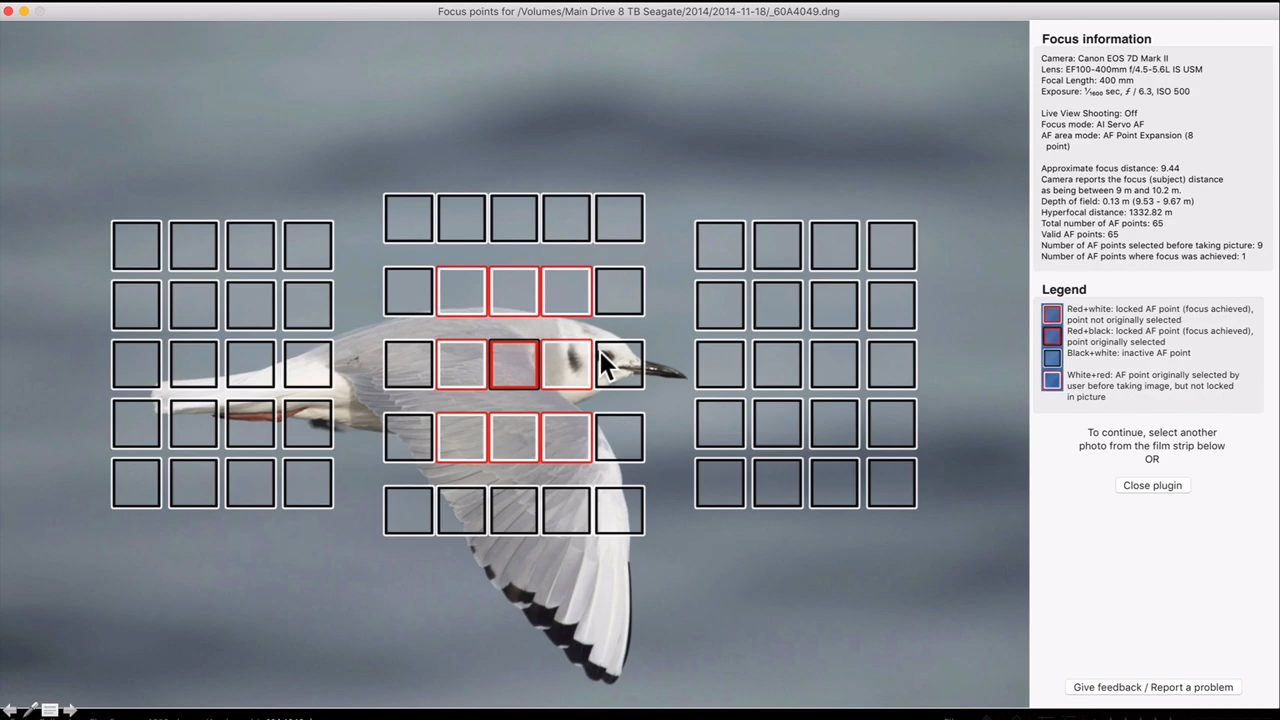 Focus points for /Volumes/Main Drive 8 TB Seagate/2014/2014-11-18/_60A4049.dng
Focus information
Camera: Canon EOS 7D Mark II
Lens: EF100-400mm f/4.5-5.6L IS USM
Focal Length: 400 mm
Exposure: ¹⁄₁₆₀₀ sec, ƒ / 6.3, ISO 500
Live View Shooting: Off
Focus mode: AI Servo AF
AF area mode: AF Point Expansion (8
point)
Approximate focus distance: 9.44
Camera reports the focus (subject) distance
as being between 9 m and 10.2 m.
Depth of field: 0.13 m (9.53 - 9.67 m)
Hyperfocal distance: 1332.82 m
Total number of AF points: 65
Valid AF points: 65
Number of AF points selected before taking picture: 9
Number of AF points where focus was achieved: 1
Legend
Red+white: locked AF point (focus achieved),
point not originally selected
Red+black: locked AF point (focus achieved),
point originally selected
Black+white: inactive AF point
White+red: AF point originally selected by
user before taking image, but not locked
in picture
To continue, select another
photo from the film strip below
OR
Close plugin
Give feedback / Report a problem